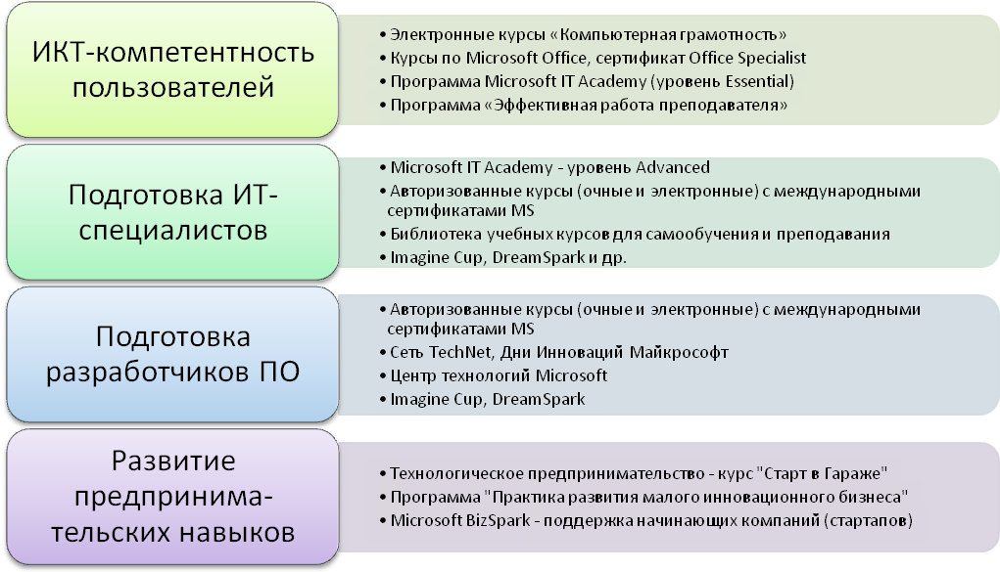 ИКТ-компетентность
пользователей
• Электронные курсы «Компьютерная грамотность»
• Курсы по Microsoft Office, сертификат Office Specialist
• Программа Microsoft IT Academy (уровень Essential)
• Программа «Эффективная работа преподавателя»
Подготовка ИТ-
специалистов
• Microsoft IT Academy - уровень Advanced
• Авторизованные курсы (очные и электронные) с международными
сертификатами MS
• Библиотека учебных курсов для самообучения и преподавания
• Imagine Cup, DreamSpark и др.
Подготовка
разработчиков ПО
• Авторизованные курсы (очные и электронные) с международными
сертификатами MS
• Сеть TechNet, Дни Инноваций Майкрософт
• Центр технологий Microsoft
• Imagine Cup, DreamSpark
Развитие
предпринима-
тельских навыков
• Технологическое предпринимательство - курс "Старт в Гараже"
• Программа "Практика развития малого инновационного бизнеса"
• Microsoft BizSpark - поддержка начинающих компаний (стартапов)